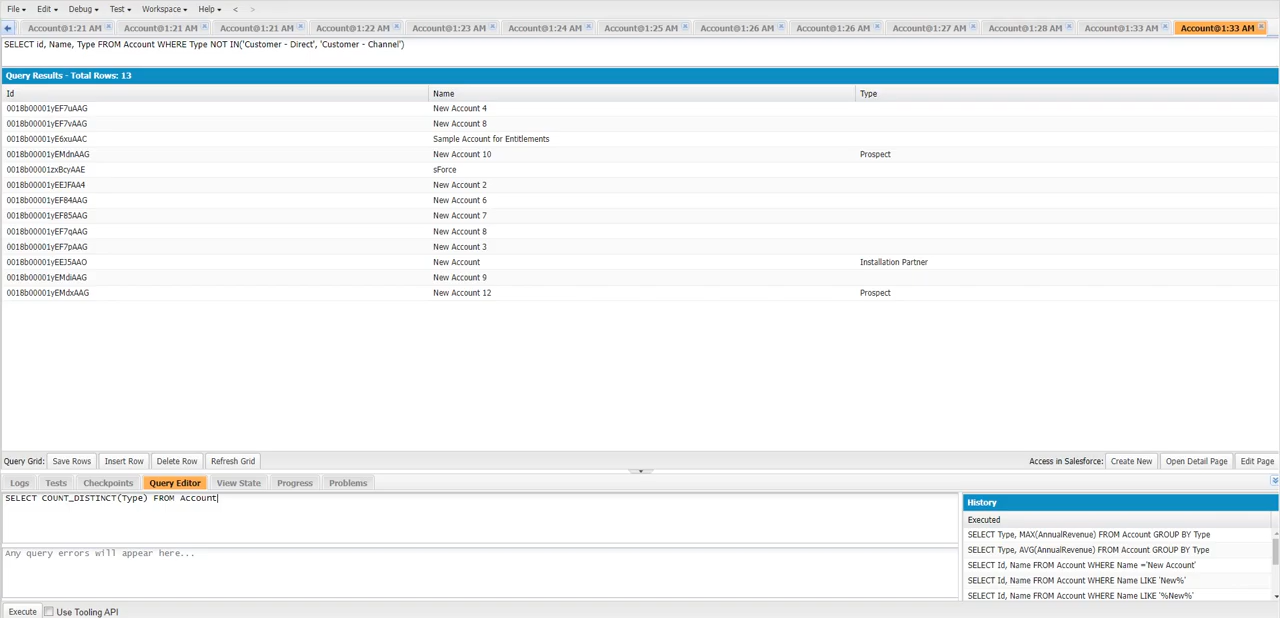 File Edit Debug Test Workspace Help < >
Account@1:21 AM Account@1:21 AM Account@1:21 AM Account@1:22 AM Account@1:23 AM Account@1:24 AM Account@1:25 AM Account@1:26 AM Account@1:26 AM Account@1:27 AM Account@1:28 AM Account@1:33 AM Account@1:33 AM
SELECT id, Name, Type FROM Account WHERE Type NOT IN('Customer - Direct', 'Customer - Channel')
Query Results - Total Rows: 13
Id Name Type
0018b00001yEF7uAAG New Account 4
0018b00001yEF7vAAG New Account 8
0018b00001yE6xuAAC Sample Account for Entitlements
0018b00001yEMdnAAG New Account 10 Prospect
0018b00001zxBcyAAE sForce
0018b00001yEEJFAA4 New Account 2
0018b00001yEF84AAG New Account 6
0018b00001yEF85AAG New Account 7
0018b00001yEF7qAAG New Account 8
0018b00001yEF7pAAG New Account 3
0018b00001yEEJ5AAO New Account Installation Partner
0018b00001yEMdiAAG New Account 9
0018b00001yEMdxAAG New Account 12 Prospect
Query Grid: Save Rows Insert Row Delete Row Refresh Grid Access in Salesforce: Create New Open Detail Page Edit Page
Logs Tests Checkpoints Query Editor View State Progress Problems
SELECT COUNT_DISTINCT(Type) FROM Account
Any query errors will appear here...
History
Executed
SELECT Type, MAX(AnnualRevenue) FROM Account GROUP BY Type
SELECT Type, AVG(AnnualRevenue) FROM Account GROUP BY Type
SELECT Id, Name FROM Account WHERE Name ='New Account'
SELECT Id, Name FROM Account WHERE Name LIKE 'New%'
SELECT Id, Name FROM Account WHERE Name LIKE '%New%'
Execute Use Tooling API